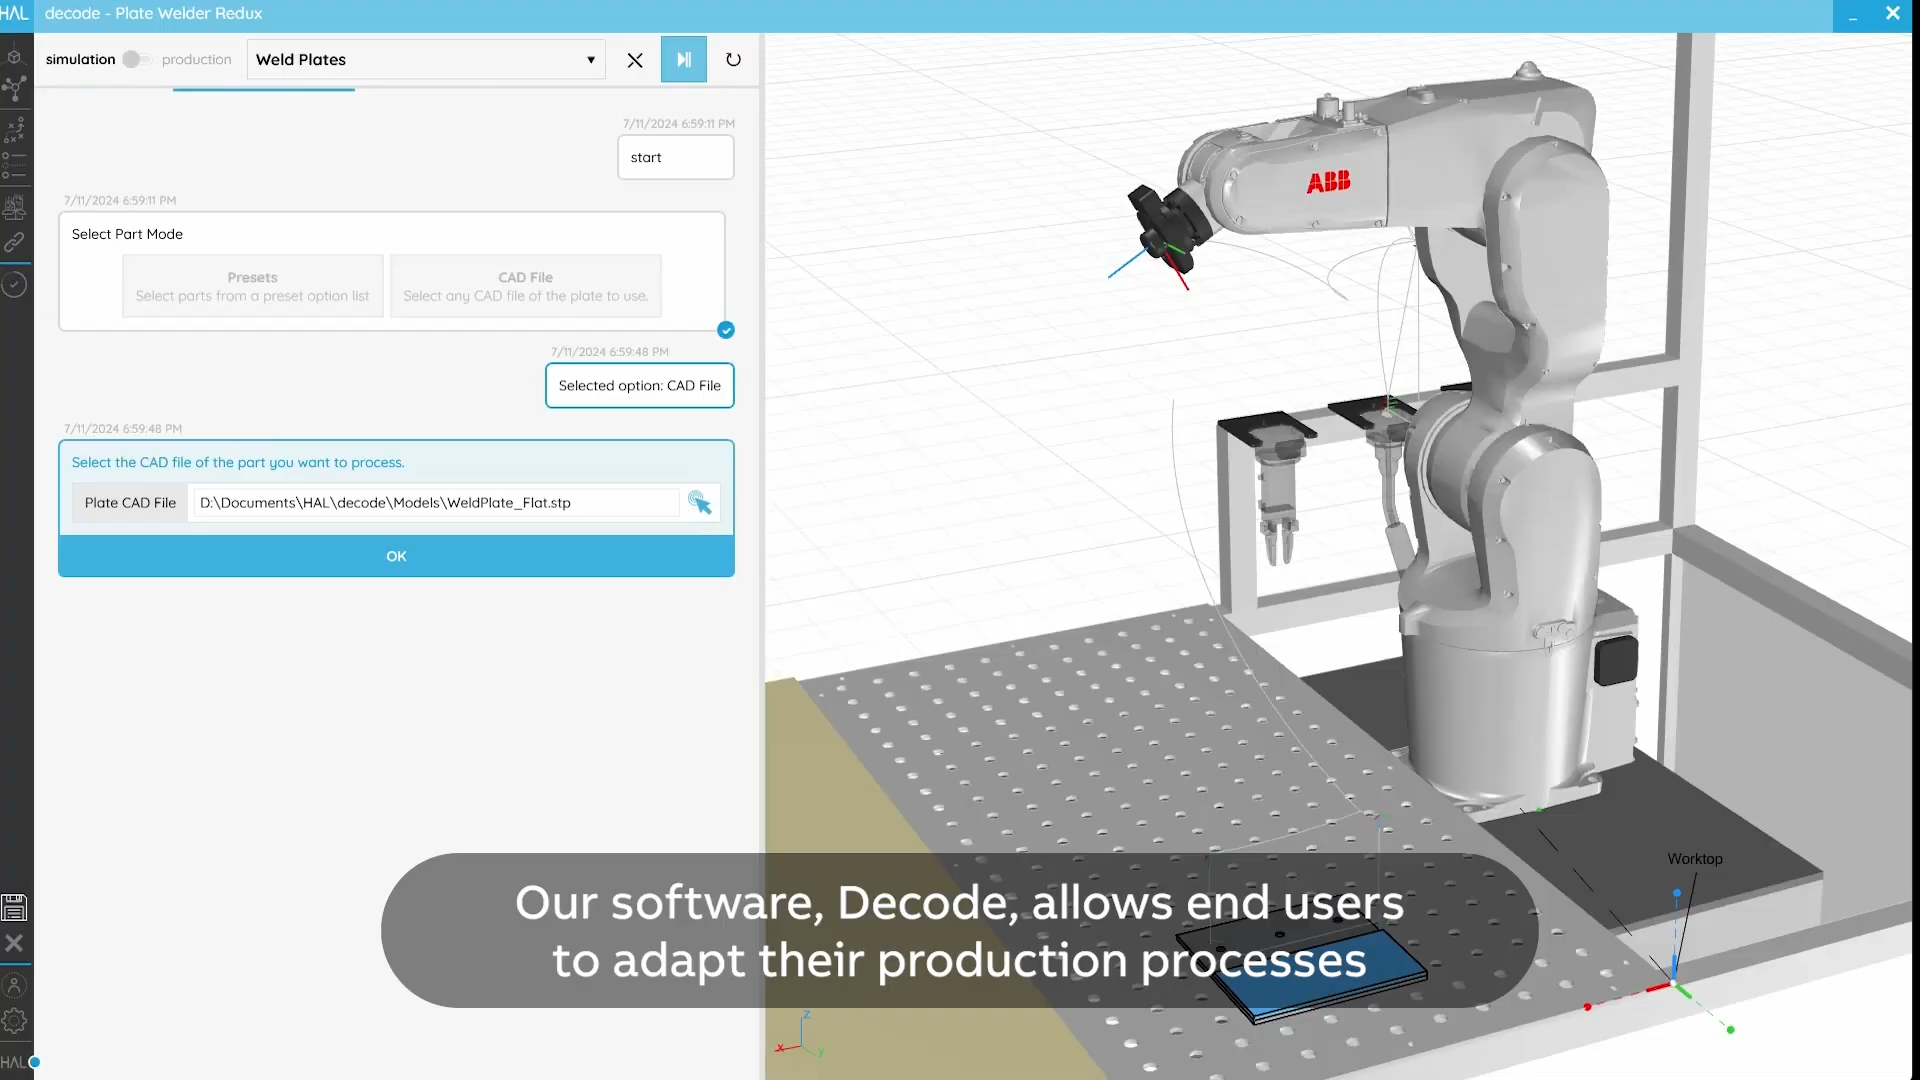 HAL decode - Plate Welder Redux
simulation production Weld Plates
7/11/2024 6:59:11 PM
start
7/11/2024 6:59:11 PM
Select Part Mode
Presets
Select parts from a preset option list
CAD File
Select any CAD file of the plate to use.
7/11/2024 6:59:48 PM
Selected option: CAD File
7/11/2024 6:59:48 PM
Select the CAD file of the part you want to process.
Plate CAD File D:\Documents\HAL\decode\Models\WeldPlate_Flat.stp
OK
ABB
Worktop
Our software, Decode, allows end users
to adapt their production processes
z
x
y
HAL